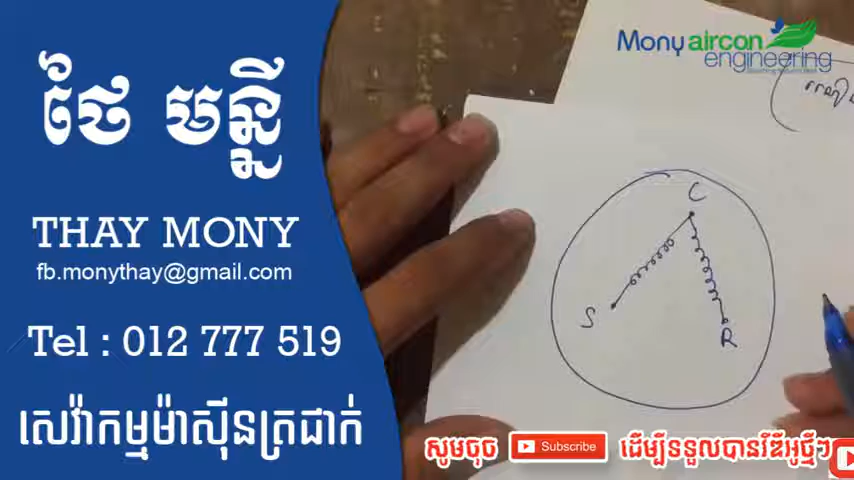 ថៃ មន្នី
THAY MONY
fb.monythay@gmail.com
Tel : 012 777 519
សេវ៉ាកម្មម៉ាស៊ីនត្រជាក់
Mony aircon
engineering
C
S
R
សូមចុច Subscribe ដើម្បីទទួលបានវីឌីអូថ្មីៗ